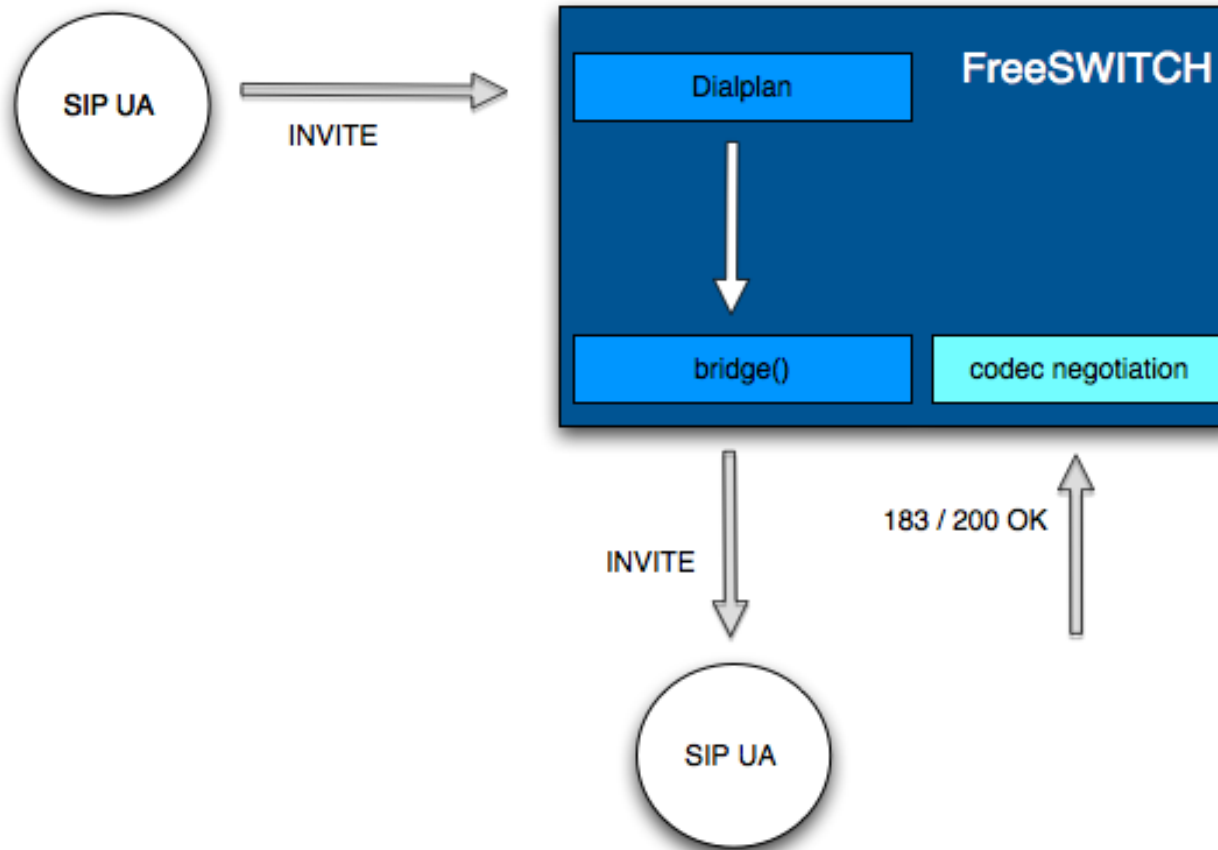 FreeSWITCH
SIP UA
INVITE
Dialplan
bridge()
codec negotiation
INVITE
183 / 200 OK
SIP UA